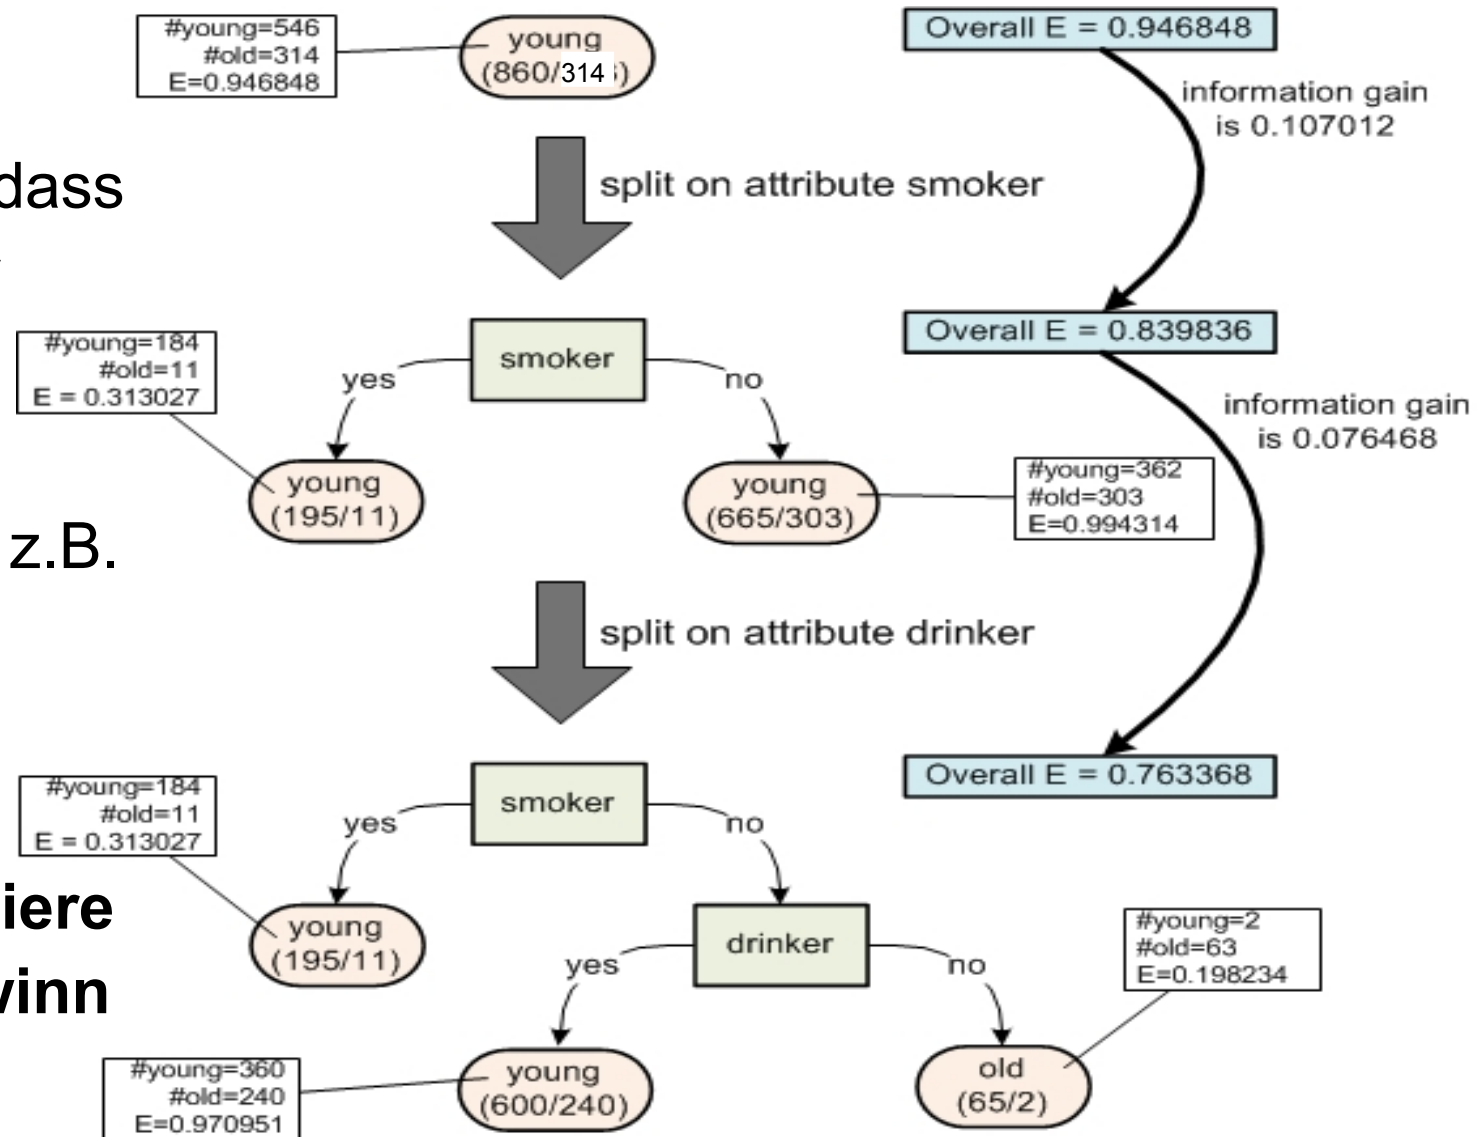 #young=546
#old=314
E=0.946848
young
(860/314)
Overall E = 0.946848
information gain
is 0.107012
dass
split on attribute smoker
#young=184
#old=11
E = 0.313027
smoker
yes
no
Overall E = 0.839836
information gain
is 0.076468
young
(195/11)
young
(665/303)
#young=362
#old=303
E=0.994314
z.B.
split on attribute drinker
#young=184
#old=11
E = 0.313027
smoker
yes
no
Overall E = 0.763368
iere
young
(195/11)
drinker
yes
no
#young=2
#old=63
E=0.198234
winn
#young=360
#old=240
E=0.970951
young
(600/240)
old
(65/2)